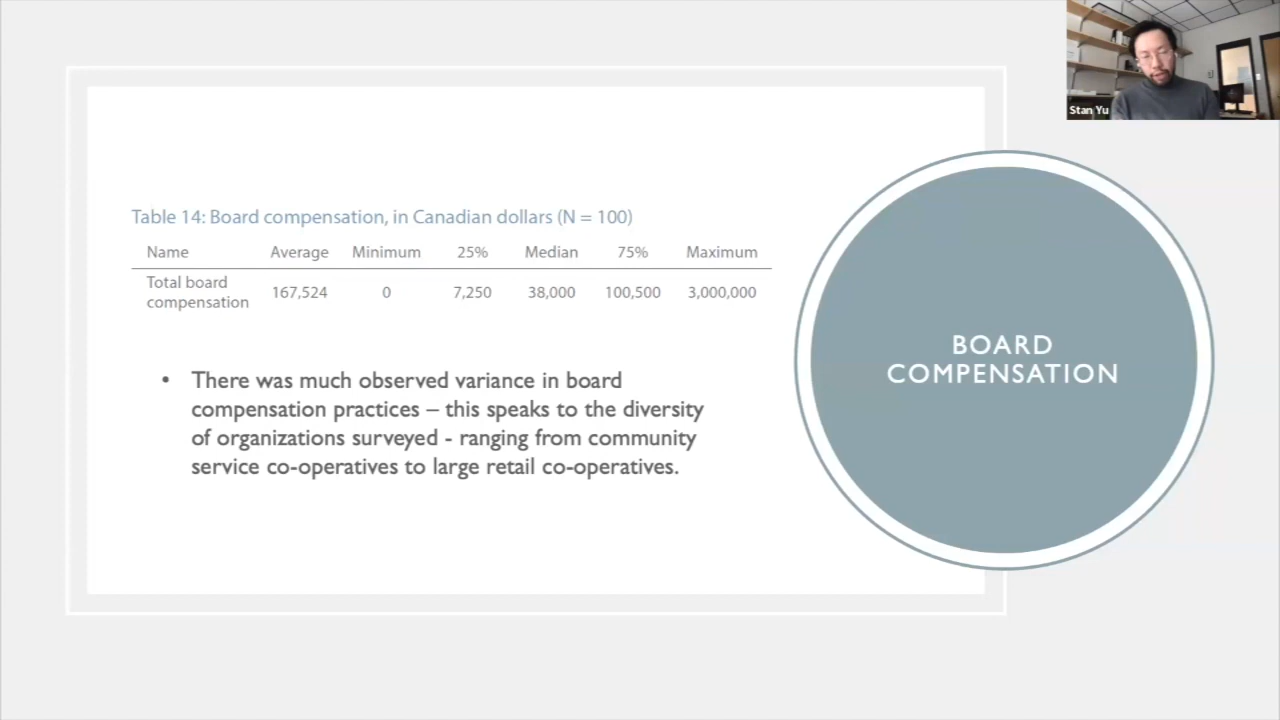 Stan Yu
Table 14: Board compensation, in Canadian dollars (N = 100)
Name Average Minimum 25% Median 75% Maximum
Total board
compensation 167,524 0 7,250 38,000 100,500 3,000,000
• There was much observed variance in board
compensation practices – this speaks to the diversity
of organizations surveyed - ranging from community
service co-operatives to large retail co-operatives.
BOARD
COMPENSATION